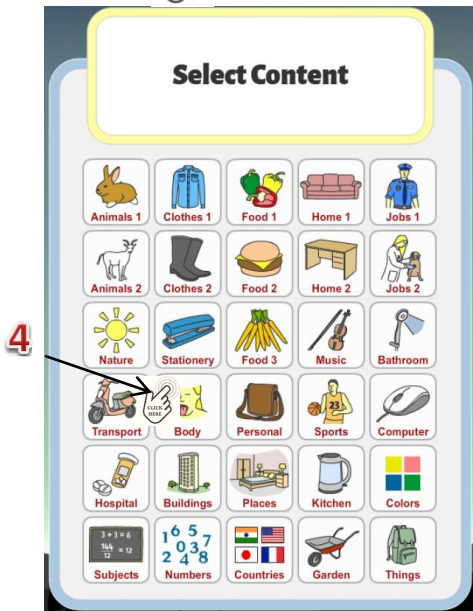 Select Content
Animals 1 Clothes 1 Food 1 Home 1 Jobs 1
Animals 2 Clothes 2 Food 2 Home 2 Jobs 2
4
Nature Stationery Food 3 Music Bathroom
23
CLICK
HERE
Transport Body Personal Sports Computer
Hospital Buildings Places Kitchen Colors
3 + 3 = 6
144/12 = 12
1 6 5 7
0 3
2 4 8
Subjects Numbers Countries Garden Things